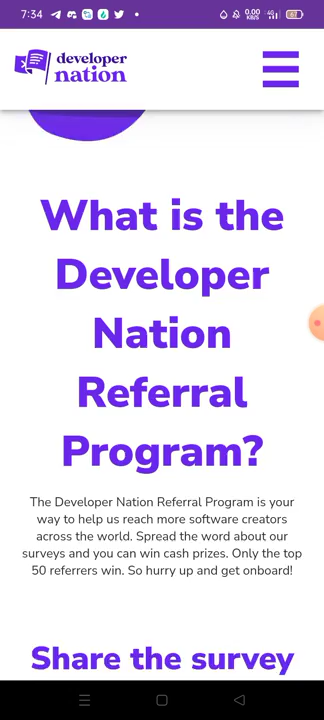 7:34
0.00
KB/S
4G
developer
nation
What is the
Developer
Nation
Referral
Program?
The Developer Nation Referral Program is your
way to help us reach more software creators
across the world. Spread the word about our
surveys and you can win cash prizes. Only the top
50 referrers win. So hurry up and get onboard!
Share the survey